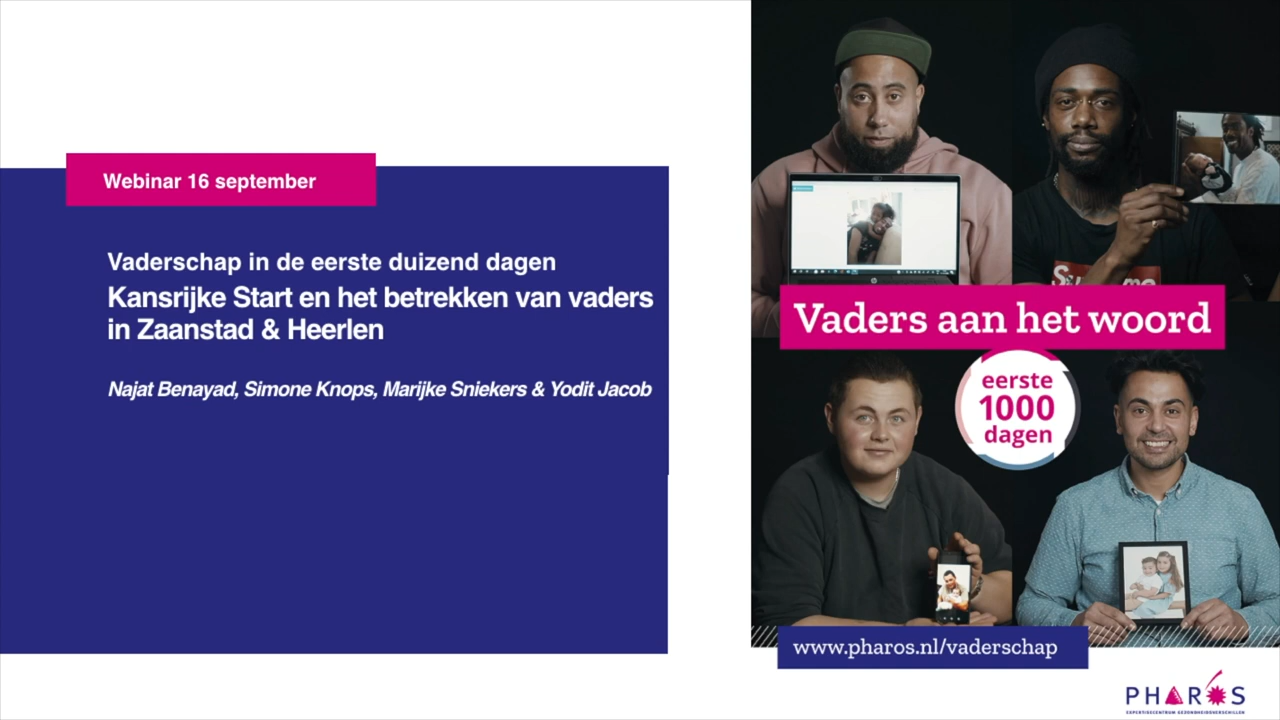 Webinar 16 september
Vaderschap in de eerste duizend dagen
Kansrijke Start en het betrekken van vaders
in Zaanstad & Heerlen
Najat Benayad, Simone Knops, Marijke Sniekers & Yodit Jacob
Vaders aan het woord
eerste
1000
dagen
www.pharos.nl/vaderschap
PHAROS
EXPERTISECENTRUM GEZONDHEIDSVERSCHILLEN